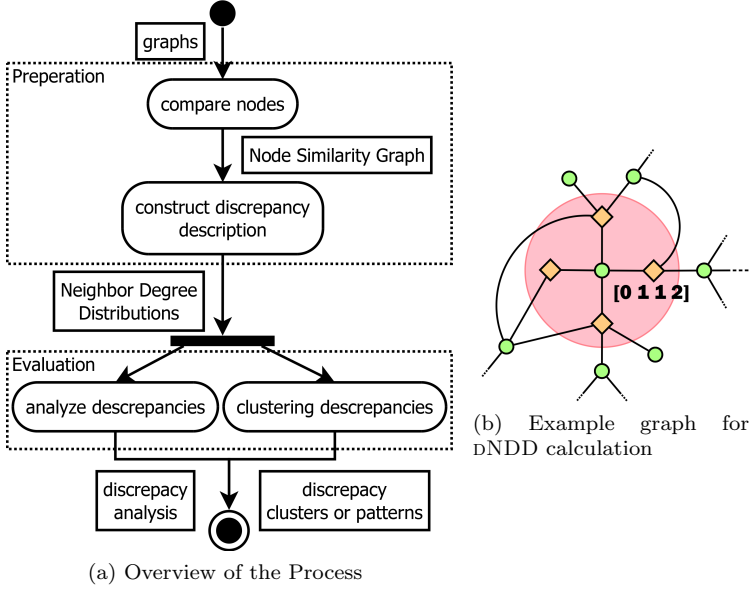 graphs
Preperation
compare nodes
Node Similarity Graph
construct discrepancy
description
Neighbor Degree
Distributions
Evaluation
analyze descrepancies
clustering descrepancies
discrepacy
analysis
discrepacy
clusters or patterns
(a) Overview of the Process
[0 1 1 2]
(b) Example graph for
DNDD calculation